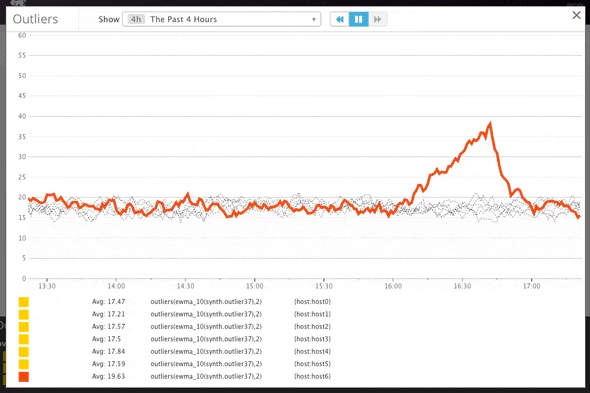 Outliers Show 4h The Past 4 Hours
60
55
50
45
40
35
30
25
20
15
10
5
0
13:30 14:00 14:30 15:00 15:30 16:00 16:30 17:00
Avg: 17.47 outliers(ewma_10(synth.outlier37),2) (host:host0)
Avg: 17.21 outliers(ewma_10(synth.outlier37),2) (host:host1)
Avg: 17.57 outliers(ewma_10(synth.outlier37),2) (host:host2)
Avg: 17.5 outliers(ewma_10(synth.outlier37),2) (host:host3)
Avg: 17.84 outliers(ewma_10(synth.outlier37),2) (host:host4)
Avg: 17.59 outliers(ewma_10(synth.outlier37),2) (host:host5)
Avg: 19.63 outliers(ewma_10(synth.outlier37),2) (host:host6)